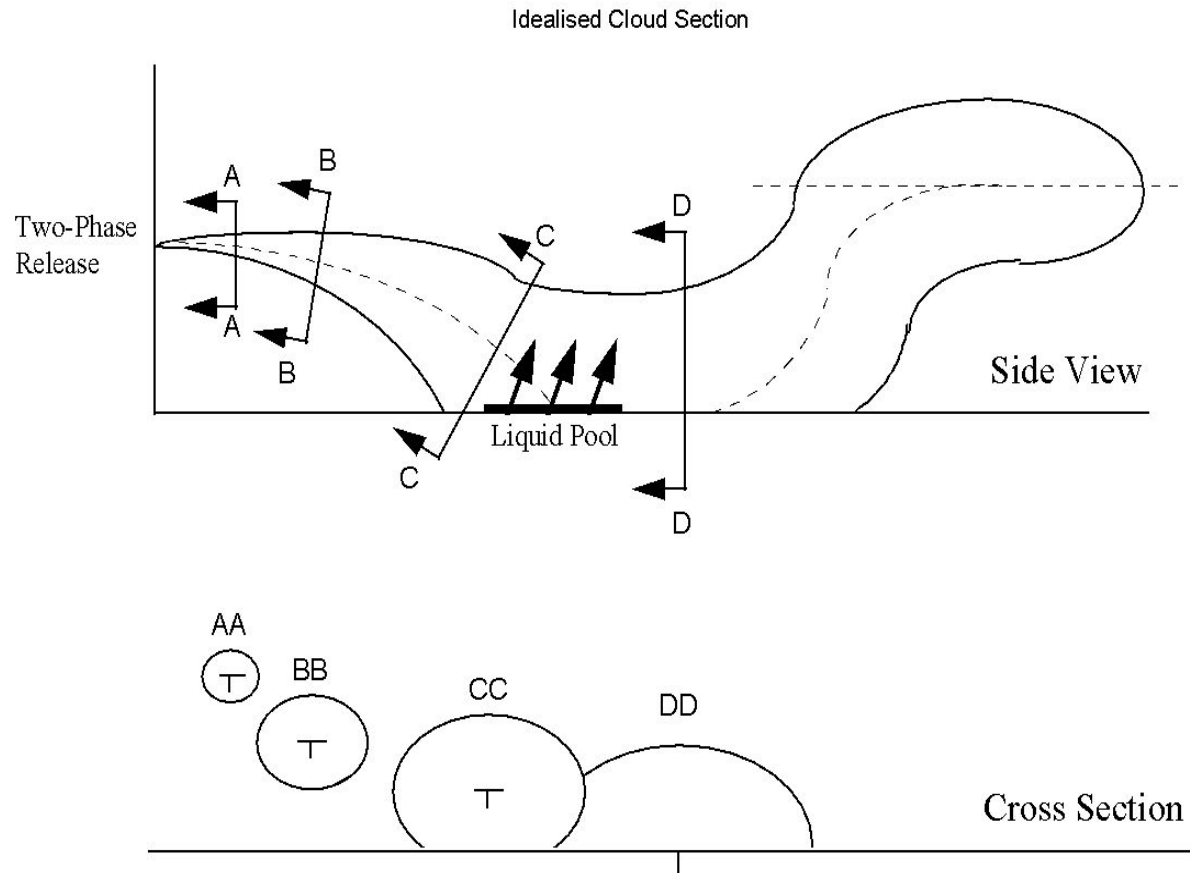 Idealised Cloud Section
A
B
D
C
Two-Phase
Release
A
B
Side View
Liquid Pool
C
D
AA
BB
CC
DD
Cross Section